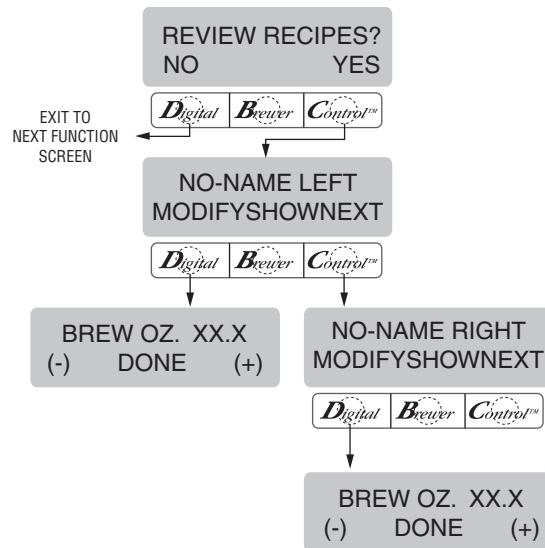 REVIEW RECIPES?
NO YES
Digital Brewer Control™
EXIT TO
NEXT FUNCTION
SCREEN
NO-NAME LEFT
MODIFYSHOWNEXT
Digital Brewer Control™
BREW OZ. XX.X
(-) DONE (+)
NO-NAME RIGHT
MODIFYSHOWNEXT
Digital Brewer Control™
BREW OZ. XX.X
(-) DONE (+)